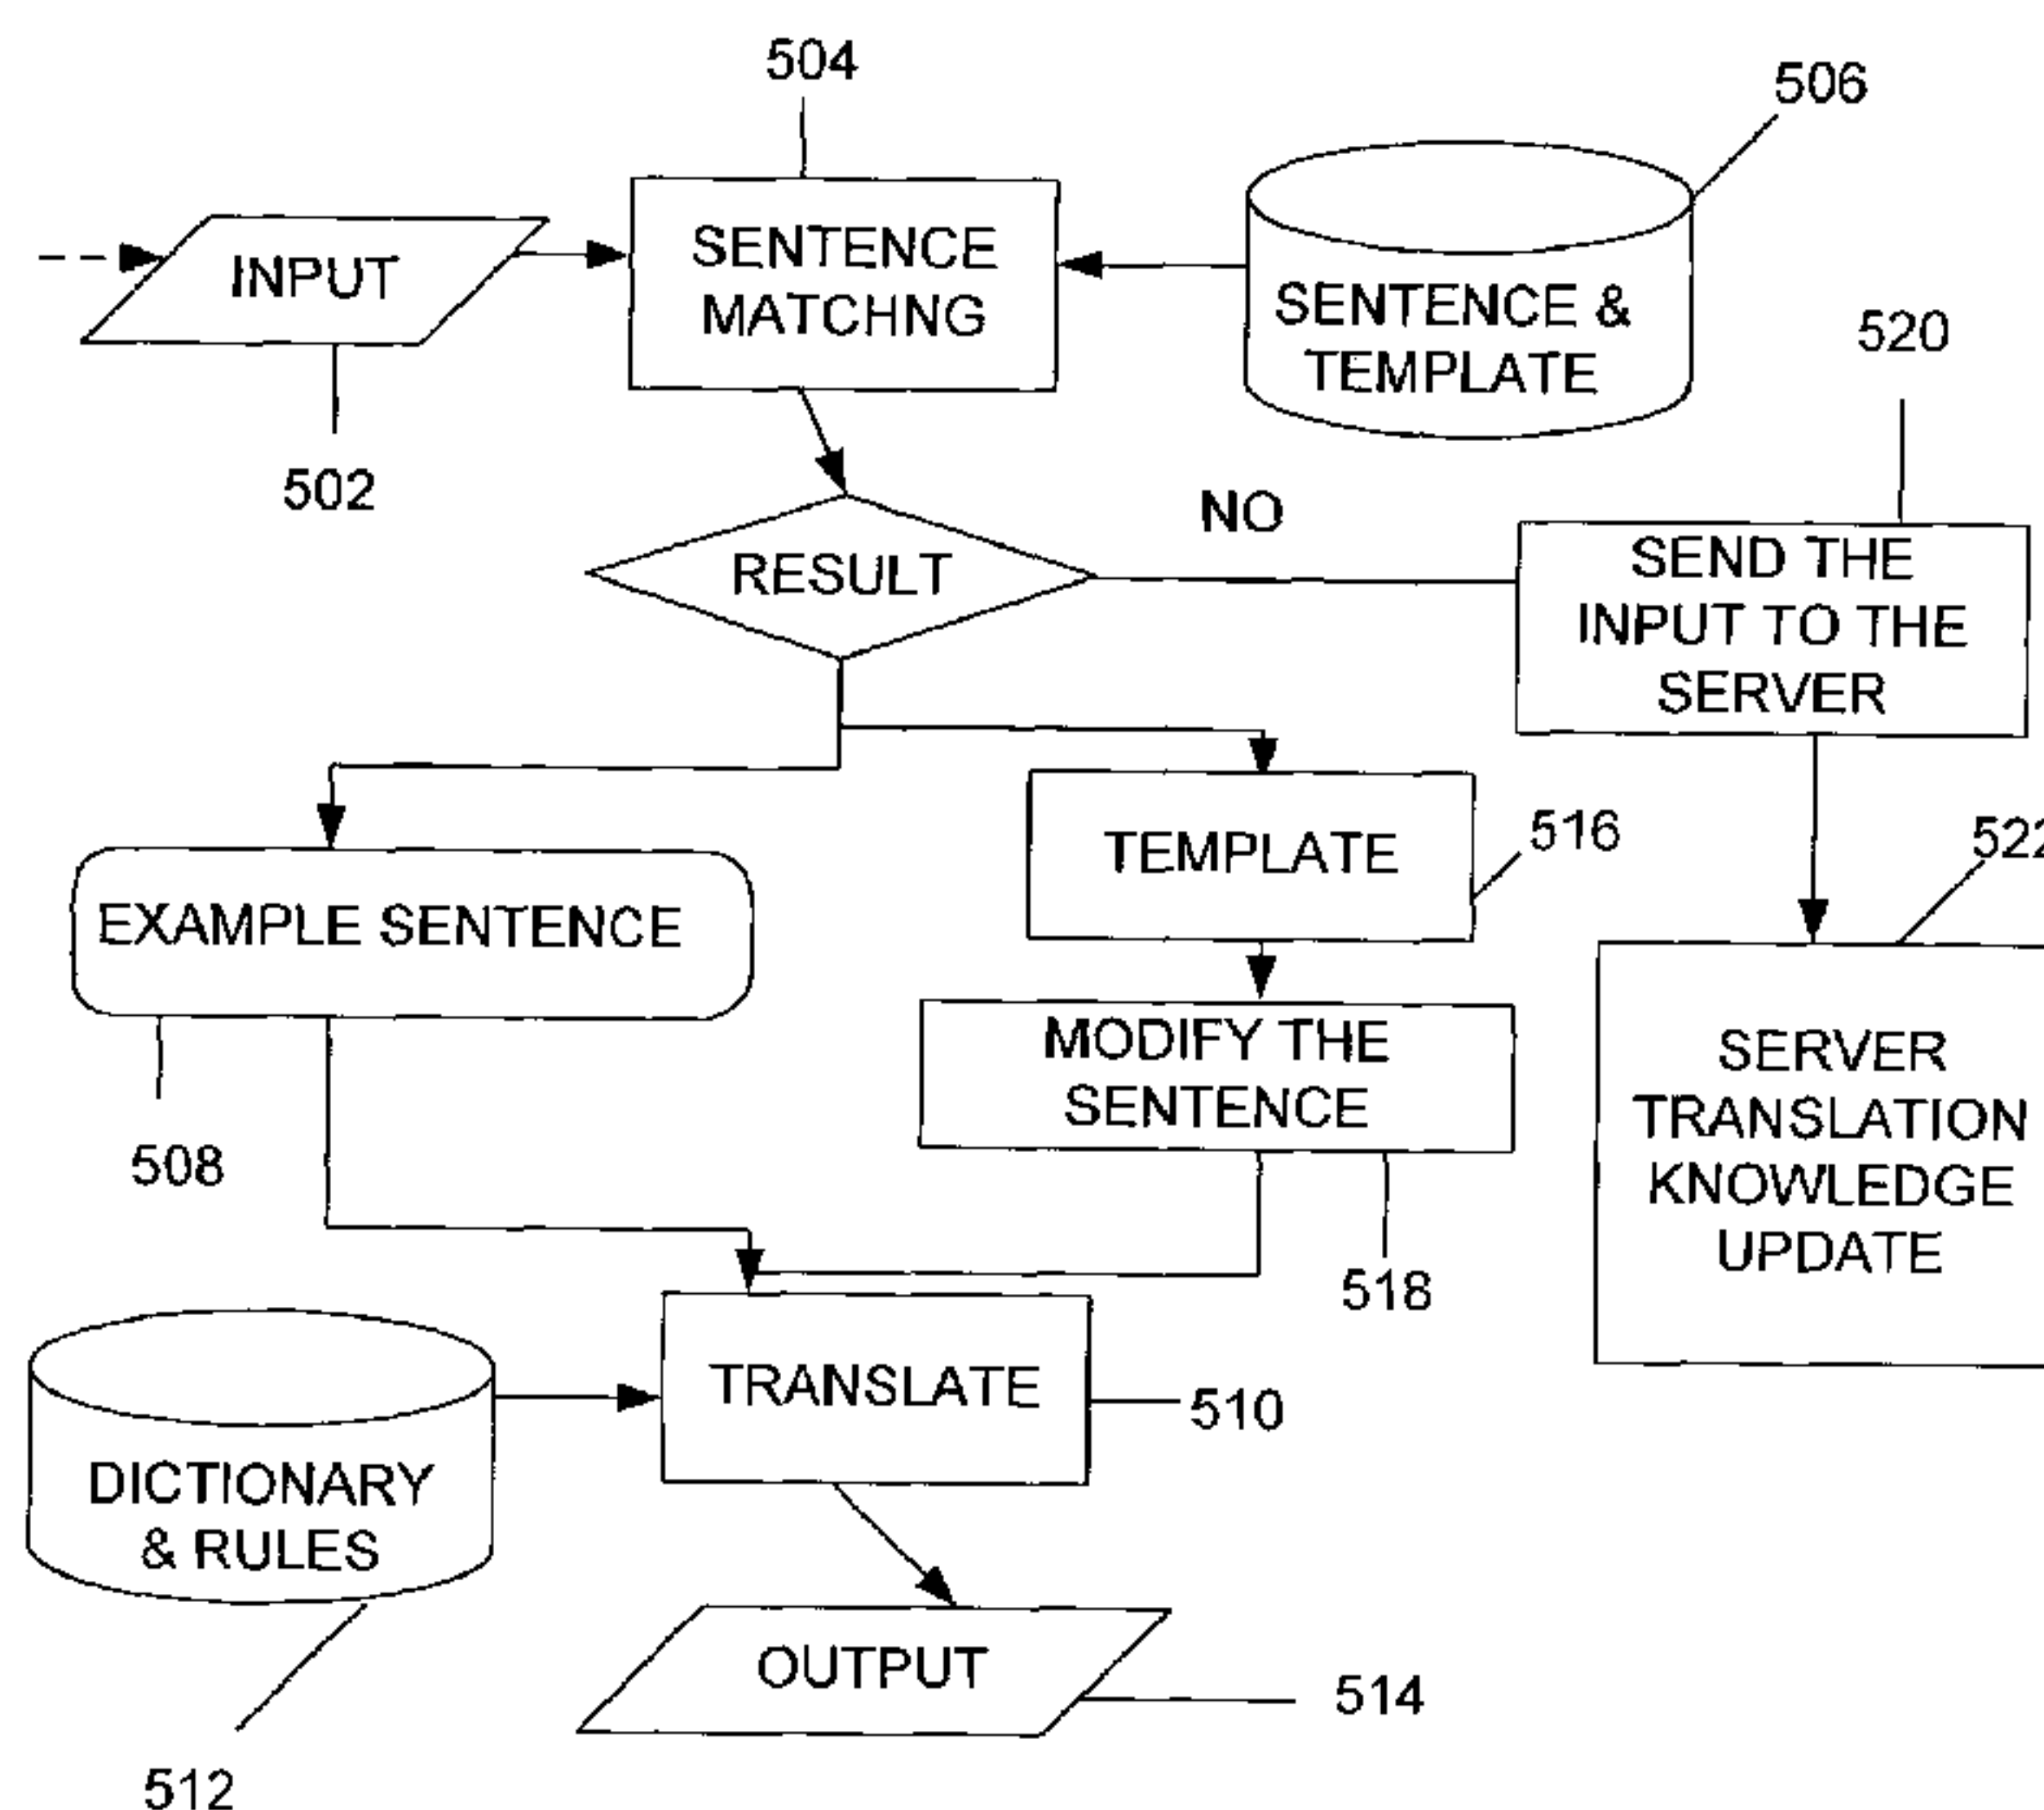 504
506
INPUT
SENTENCE
MATCHNG
SENTENCE &
TEMPLATE
520
502
NO
RESULT
SEND THE
INPUT TO THE
SERVER
TEMPLATE
516
522
EXAMPLE SENTENCE
MODIFY THE
SENTENCE
SERVER
TRANSLATION
KNOWLEDGE
UPDATE
508
518
TRANSLATE
510
DICTIONARY
& RULES
OUTPUT
514
512